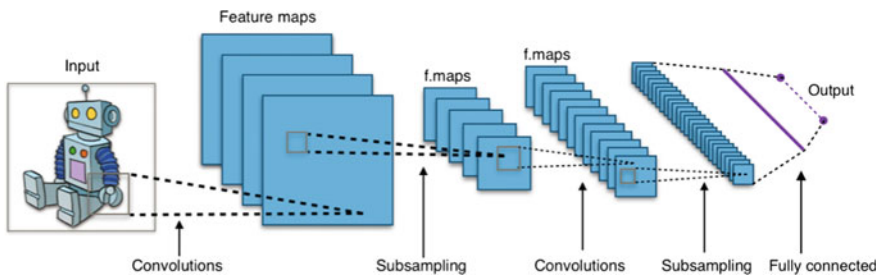 Feature maps
Input
f.maps
f.maps
Output
Convolutions
Subsampling
Convolutions
Subsampling
Fully connected